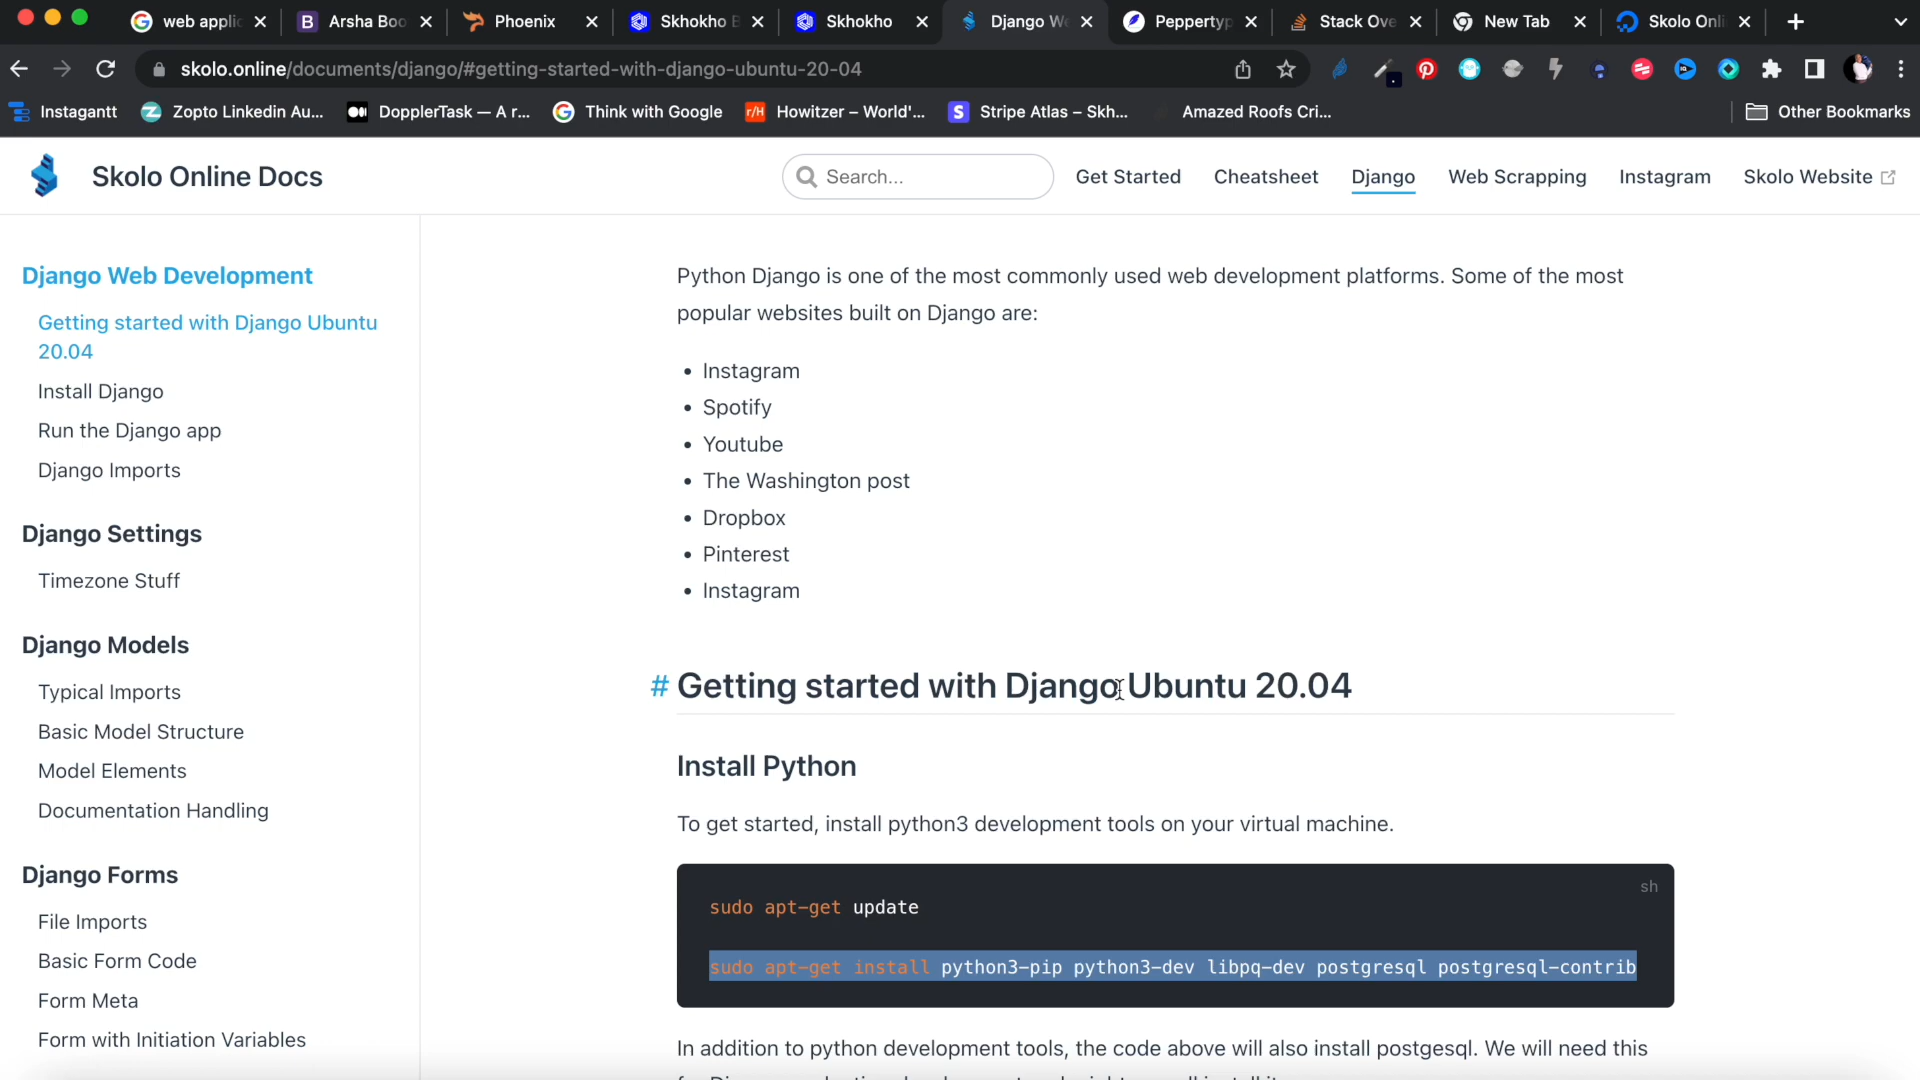 web applic
Arsha Boo
Phoenix
Skhokho B
Skhokho
Django We
Peppertyp
Stack Ove
New Tab
Skolo Onli
skolo.online/documents/django/#getting-started-with-django-ubuntu-20-04
Instagantt
Zopto Linkedin Au...
DopplerTask — A r...
Think with Google
r/H
Howitzer – World'...
S
Stripe Atlas – Skh...
Amazed Roofs Cri...
Other Bookmarks
Skolo Online Docs
Search...
Get Started
Cheatsheet
Django
Web Scrapping
Instagram
Skolo Website
Django Web Development
Getting started with Django Ubuntu
20.04
Install Django
Run the Django app
Django Imports
Django Settings
Timezone Stuff
Django Models
Typical Imports
Basic Model Structure
Model Elements
Documentation Handling
Django Forms
File Imports
Basic Form Code
Form Meta
Form with Initiation Variables
Python Django is one of the most commonly used web development platforms. Some of the most
popular websites built on Django are:
• Instagram
• Spotify
• Youtube
• The Washington post
• Dropbox
• Pinterest
• Instagram
# Getting started with Django Ubuntu 20.04
Install Python
To get started, install python3 development tools on your virtual machine.
sh
sudo apt-get update
sudo apt-get install python3-pip python3-dev libpq-dev postgresql postgresql-contrib
In addition to python development tools, the code above will also install postgesql. We will need this